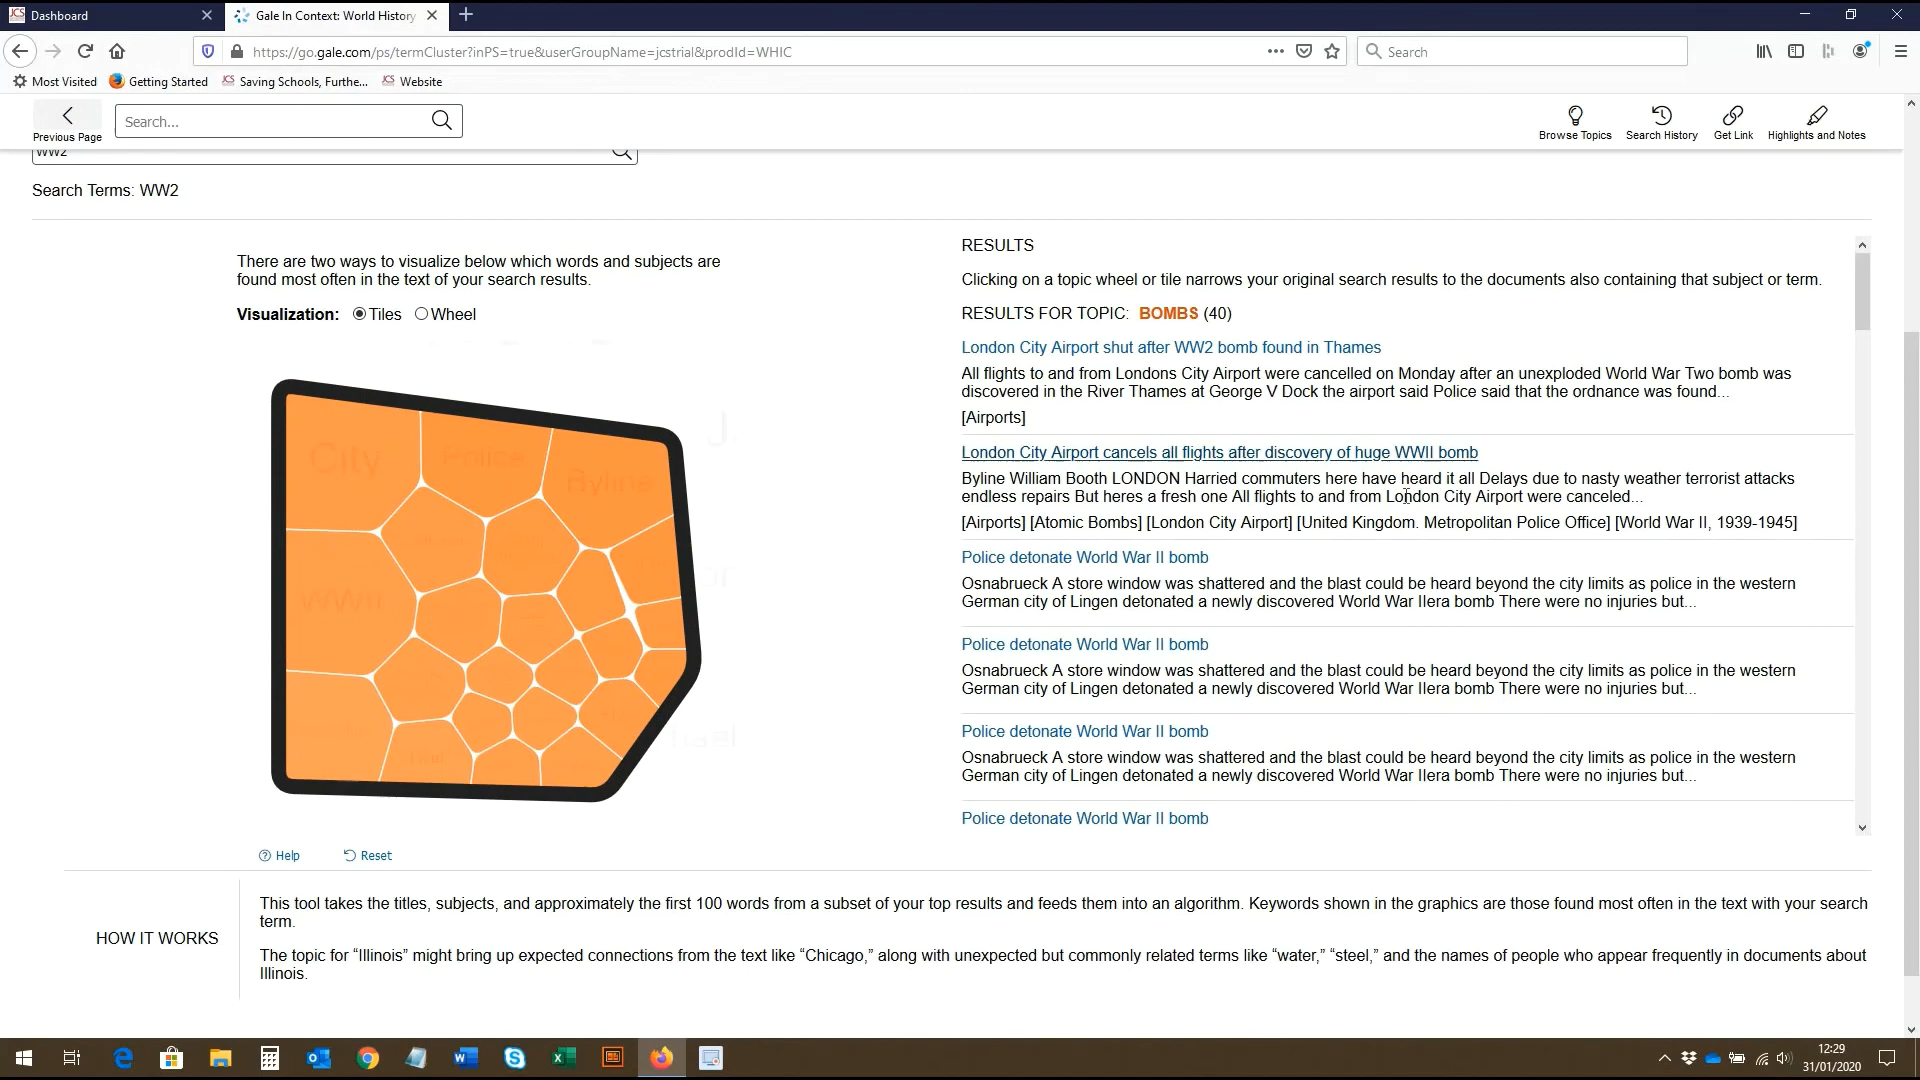 Dashboard
Gale In Context: World History
https://go.gale.com/ps/termCluster?inPS=true&userGroupName=jcstrial&prodId=WHIC
Search
Most Visited
Getting Started
JCS Saving Schools, Furthe...
JCS Website
Previous Page
Search...
Browse Topics
Search History
Get Link
Highlights and Notes
WW2
Search Terms: WW2
There are two ways to visualize below which words and subjects are
found most often in the text of your search results.
Visualization: Tiles Wheel
City
Police
Byline
WWII
Help
Reset
RESULTS
Clicking on a topic wheel or tile narrows your original search results to the documents also containing that subject or term.
RESULTS FOR TOPIC: BOMBS (40)
London City Airport shut after WW2 bomb found in Thames
All flights to and from Londons City Airport were cancelled on Monday after an unexploded World War Two bomb was
discovered in the River Thames at George V Dock the airport said Police said that the ordnance was found...
[Airports]
London City Airport cancels all flights after discovery of huge WWII bomb
Byline William Booth LONDON Harried commuters here have heard it all Delays due to nasty weather terrorist attacks
endless repairs But heres a fresh one All flights to and from London City Airport were canceled...
[Airports] [Atomic Bombs] [London City Airport] [United Kingdom. Metropolitan Police Office] [World War II, 1939-1945]
Police detonate World War II bomb
Osnabrueck A store window was shattered and the blast could be heard beyond the city limits as police in the western
German city of Lingen detonated a newly discovered World War IIera bomb There were no injuries but...
Police detonate World War II bomb
Osnabrueck A store window was shattered and the blast could be heard beyond the city limits as police in the western
German city of Lingen detonated a newly discovered World War IIera bomb There were no injuries but...
Police detonate World War II bomb
Osnabrueck A store window was shattered and the blast could be heard beyond the city limits as police in the western
German city of Lingen detonated a newly discovered World War IIera bomb There were no injuries but...
Police detonate World War II bomb
HOW IT WORKS
This tool takes the titles, subjects, and approximately the first 100 words from a subset of your top results and feeds them into an algorithm. Keywords shown in the graphics are those found most often in the text with your search
term.
The topic for “Illinois” might bring up expected connections from the text like “Chicago,” along with unexpected but commonly related terms like “water,” “steel,” and the names of people who appear frequently in documents about
Illinois.
12:29
31/01/2020